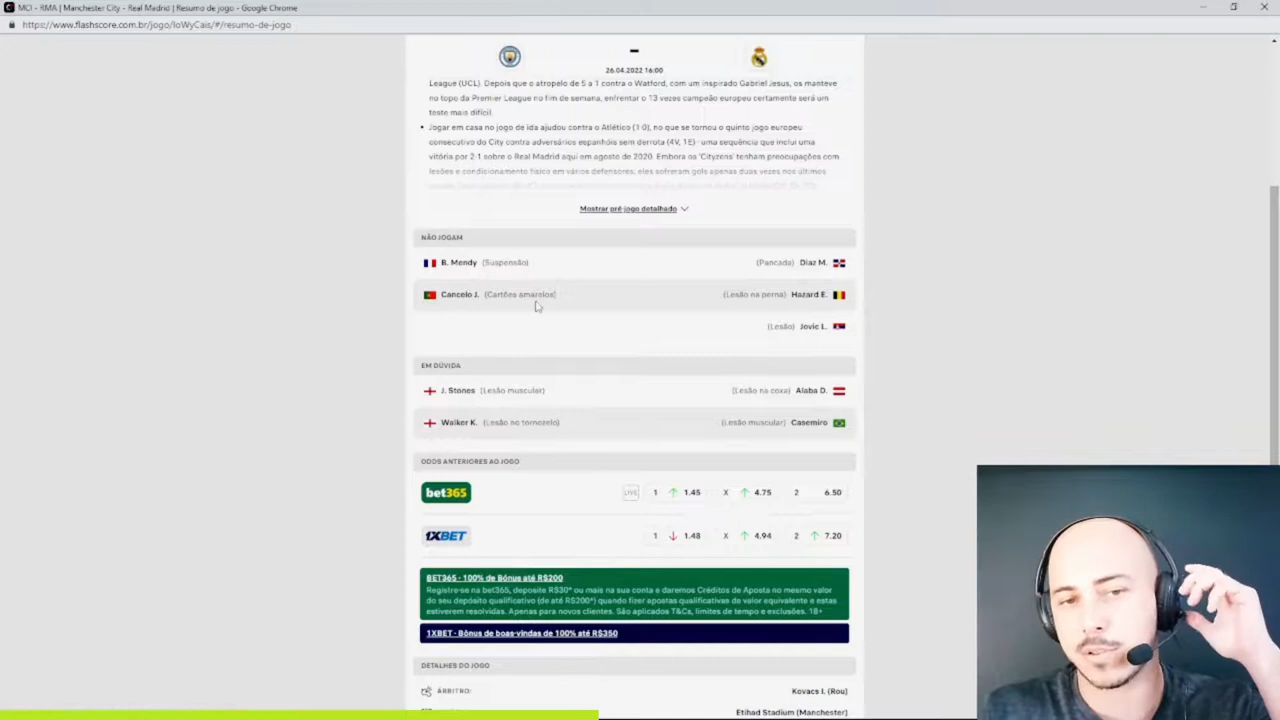 MCI - RMA | Manchester City - Real Madrid | Resumo de jogo - Google Chrome
https://www.flashscore.com.br/jogo/IoWyCais/#/resumo-de-jogo
-
26.04.2022 16:00
League (UCL). Depois que o atropelo de 5 a 1 contra o Watford, com um inspirado Gabriel Jesus, os manteve
no topo da Premier League no fim de semana, enfrentar o 13 vezes campeão europeu certamente será um
teste mais difícil.
• Jogar em casa no jogo de ida ajudou contra o Atlético (1 0), no que se tornou o quinto jogo europeu
consecutivo do City contra adversários espanhóis sem derrota (4V, 1E) - uma sequência que inclui uma
vitória por 2 1 sobre o Real Madrid aqui em agosto de 2020. Embora os 'Cityzens' tenham preocupações com
lesões e condicionamento físico em vários defensores, eles sofreram gols apenas duas vezes nos últimos
Mostrar pré-jogo detalhado
NÃO JOGAM
B. Mendy (Suspensão) (Pancada) Diaz M.
Cancelo J. (Cartões amarelos) (Lesão na perna) Hazard E.
(Lesão) Jovic L.
EM DÚVIDA
J. Stones (Lesão muscular) (Lesão na coxa) Alaba D.
Walker K. (Lesão no tornozelo) (Lesão muscular) Casemiro
ODDS ANTERIORES AO JOGO
bet365 LIVE 1 1.45 X 4.75 2 6.50
1XBET 1 1.48 X 4.94 2 7.20
BET365 - 100% de Bônus até R$200
Registre-se na bet365, deposite R$30* ou mais na sua conta e daremos Créditos de Aposta no mesmo valor
do seu depósito qualificativo (de até R$200*) quando fizer apostas qualificativas de valor equivalente e estas
estiverem resolvidas. Apenas para novos clientes. São aplicados T&Cs, limites de tempo e exclusões. 18+
1XBET - Bônus de boas-vindas de 100% até R$350
DETALHES DO JOGO
ÁRBITRO: Kovacs I. (Rou)
Etihad Stadium (Manchester)